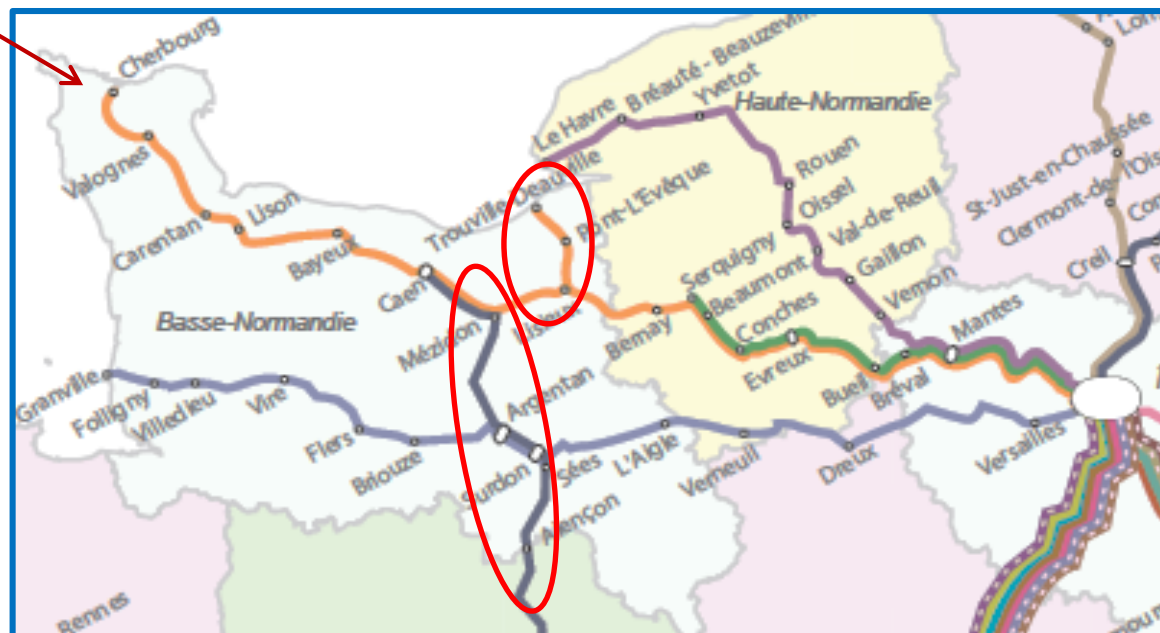 Cherbourg
Valognes
Carentan
Lison
Bayeux
Caen
Trouville-Deauville
Pont-L'Evêque
Lisieux
Mézidon
Basse-Normandie
Le Havre
Bréauté - Beauzeville
Yvetot
Haute-Normandie
Rouen
Oissel
Val-de-Reuil
Gaillon
Vernon
Mantes
Serquigny
Beaumont
Conches
Bernay
Evreux
Bueil
Bréval
Granville
Folligny
Villedieu
Vire
Flers
Briouze
Argentan
Surdon
Sées
L'Aigle
Verneuil
Dreux
Versailles
Alençon
Rennes
St-Just-en-Chaussée
Clermont-de-l'Ois
Creil